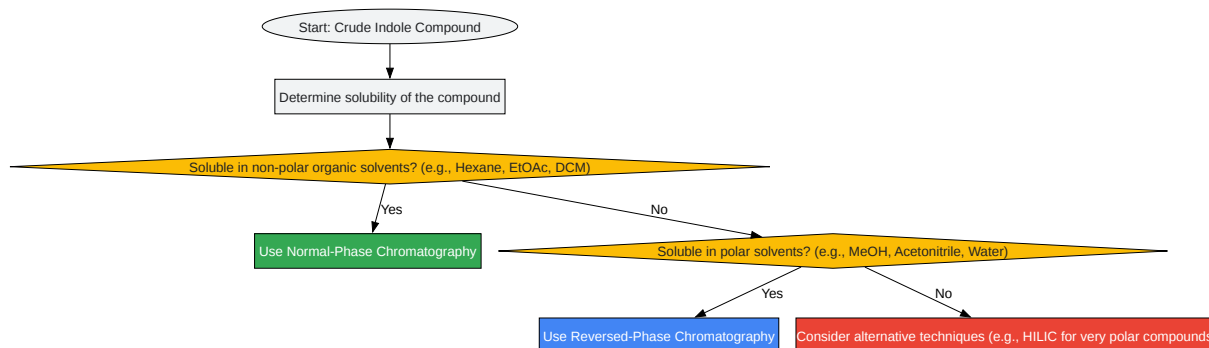 Start: Crude Indole Compound
Determine solubility of the compound
Soluble in non-polar organic solvents? (e.g., Hexane, EtOAc, DCM)
Yes
No
Use Normal-Phase Chromatography
Soluble in polar solvents? (e.g., MeOH, Acetonitrile, Water)
Yes
No
Use Reversed-Phase Chromatography
Consider alternative techniques (e.g., HILIC for very polar compounds